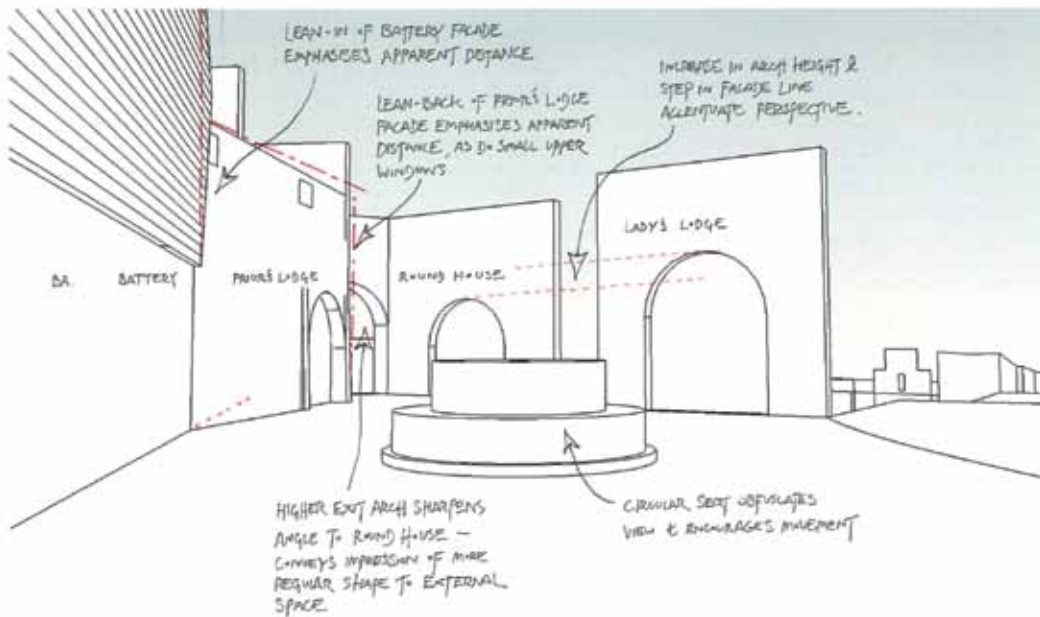 LEAN-IN OF BATTERY FACADE
EMPHASISES APPARENT DISTANCE
LEAN-BACK OF PRIOR'S LODGE
FACADE EMPHASISES APPARENT
DISTANCE, AS DO SMALL UPPER
WINDOWS
INCREASE IN ARCH HEIGHT &
STEP IN FACADE LINE
ACCENTUATE PERSPECTIVE.
BA. BATTERY
PRIOR'S LODGE
ROUND HOUSE
LADY'S LODGE
HIGHER EXIT ARCH SHARPENS
ANGLE TO ROUND HOUSE –
CONVEYS IMPRESSION OF MORE
REGULAR SHAPE TO EXTERNAL
SPACE
CIRCULAR SEAT OBFUSCATES
VIEW & ENCOURAGES MOVEMENT